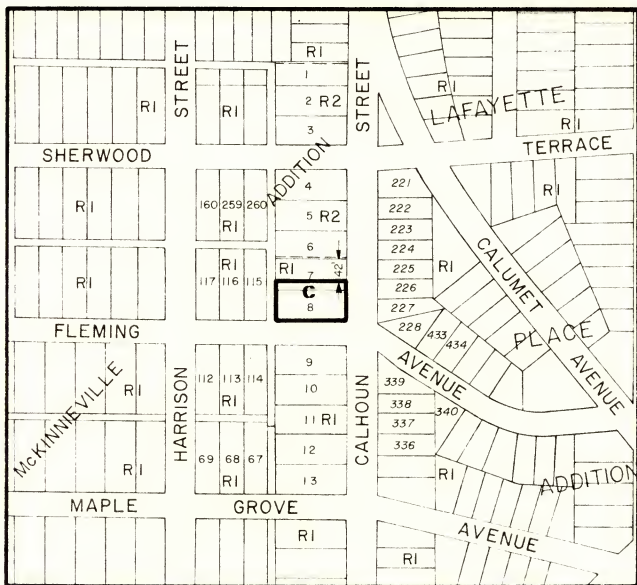 R1
STREET
R1
R1
1
2 R2
3
STREET
R1
LAFAYETTE
R1
SHERWOOD
ADDITION
TERRACE
R1
160 259 260
R1
4
5 R2
6
221
222
223
224
225
226
227
228
R1
R1
CALUMET
AVENUE
R1
R1
117 116 115
R1
7
42'
C
8
433
434
PLACE
FLEMING
AVENUE
McKINNIEVILLE
R1
R1
HARRISON
112 113 114
R1
69 68 67
R1
9
10
11 R1
12
13
CALHOUN
339
338
337
336
340
R1
ADDITION
MAPLE GROVE
AVENUE
R1
R1